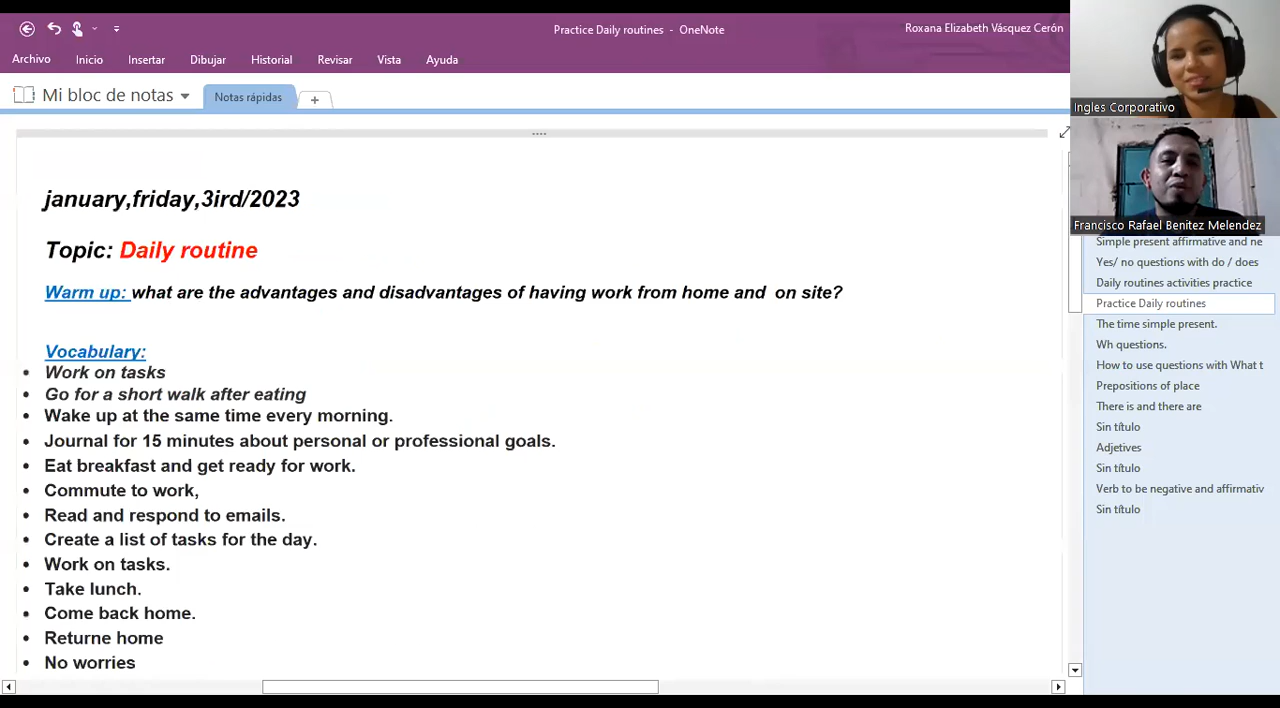 Practice Daily routines - OneNote
Roxana Elizabeth Vásquez Cerón
Archivo Inicio Insertar Dibujar Historial Revisar Vista Ayuda
Mi bloc de notas Notas rápidas
january,friday,3ird/2023
Topic: Daily routine
Warm up: what are the advantages and disadvantages of having work from home and on site?
Vocabulary:
Work on tasks
Go for a short walk after eating
Wake up at the same time every morning.
Journal for 15 minutes about personal or professional goals.
Eat breakfast and get ready for work.
Commute to work,
Read and respond to emails.
Create a list of tasks for the day.
Work on tasks.
Take lunch.
Come back home.
Returne home
No worries
Ingles Corporativo
Francisco Rafael Benitez Melendez
Simple present affirmative and ne
Yes/ no questions with do / does
Daily routines activities practice
Practice Daily routines
The time simple present.
Wh questions.
How to use questions with What t
Prepositions of place
There is and there are
Sin título
Adjetives
Sin título
Verb to be negative and affirmativ
Sin título